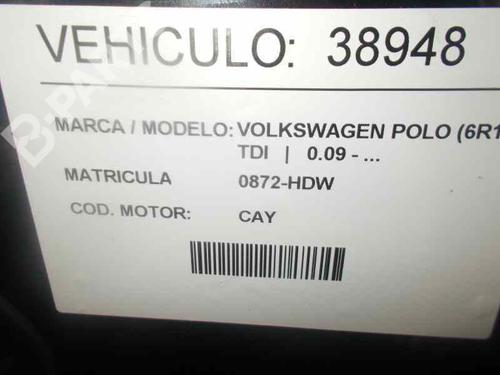 VEHICULO: 38948
MARCA / MODELO: VOLKSWAGEN POLO (6R1
TDI | 0.09 - ...
MATRICULA 0872-HDW
COD. MOTOR: CAY